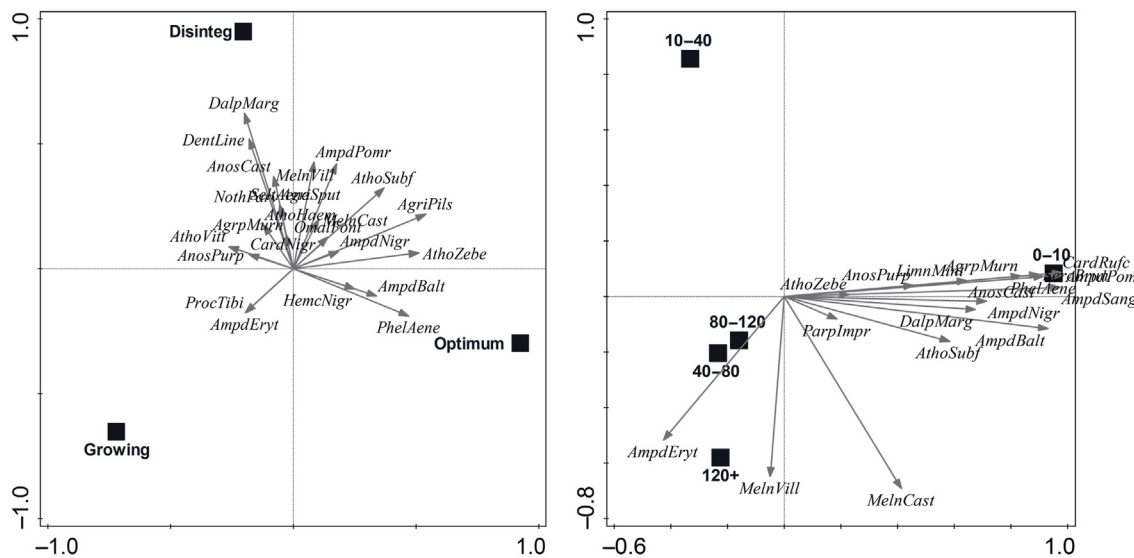 1.0
Disinteg
DalpMarg
DentLine
AmpdPomr
AnosCast
MelnVill
AthoSubf
AgriSput
AgriPils
AthoHaem
MelnCast
OmalPont
AgrpMurn
AthoVitt
CardNigr
AmpdNigr
AnosPurp
AthoZebe
ProcTibi
HemcNigr
AmpdBalt
AmpdEryt
PhelAene
Optimum
Growing
-1.0
-1.0
1.0
1.0
10-40
0-10
CardRufc
AgrpMurn
LimnMini
AnosPurp
AmpdPom
PhelAene
AthoZebe
AnosCast
AmpdSang
AmpdNigr
DalpMarg
ParpImpr
80-120
AmpdBalt
AthoSubf
40-80
AmpdEryt
120+
MelnVill
MelnCast
-0.8
-0.6
1.0